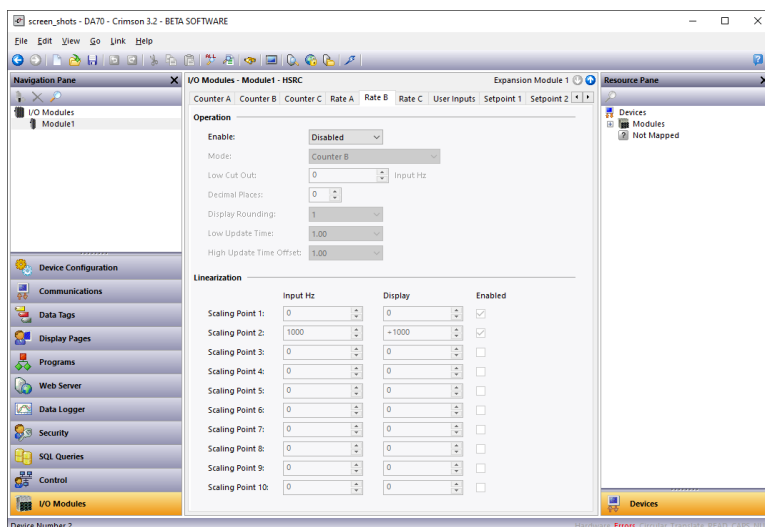 screen_shots - DA70 - Crimson 3.2 - BETA SOFTWARE
File Edit View Go Link Help
Navigation Pane
I/O Modules
Module1
Device Configuration
Communications
Data Tags
Display Pages
Programs
Web Server
Data Logger
Security
SQL Queries
Control
I/O Modules
I/O Modules - Module1 - HSRC Expansion Module 1
Counter A Counter B Counter C Rate A Rate B Rate C User Inputs Setpoint 1 Setpoint 2
Operation
Enable: Disabled
Mode: Counter B
Low Cut Out: 0 Input Hz
Decimal Places: 0
Display Rounding: 1
Low Update Time: 1.00
High Update Time Offset: 1.00
Linearization
Input Hz Display Enabled
Scaling Point 1: 0 0
Scaling Point 2: 1000 +1000
Scaling Point 3: 0 0
Scaling Point 4: 0 0
Scaling Point 5: 0 0
Scaling Point 6: 0 0
Scaling Point 7: 0 0
Scaling Point 8: 0 0
Scaling Point 9: 0 0
Scaling Point 10: 0 0
Resource Pane
Devices
Modules
Not Mapped
Devices
Device Number 2
Hardware Errors Circular Translate READ CAPS